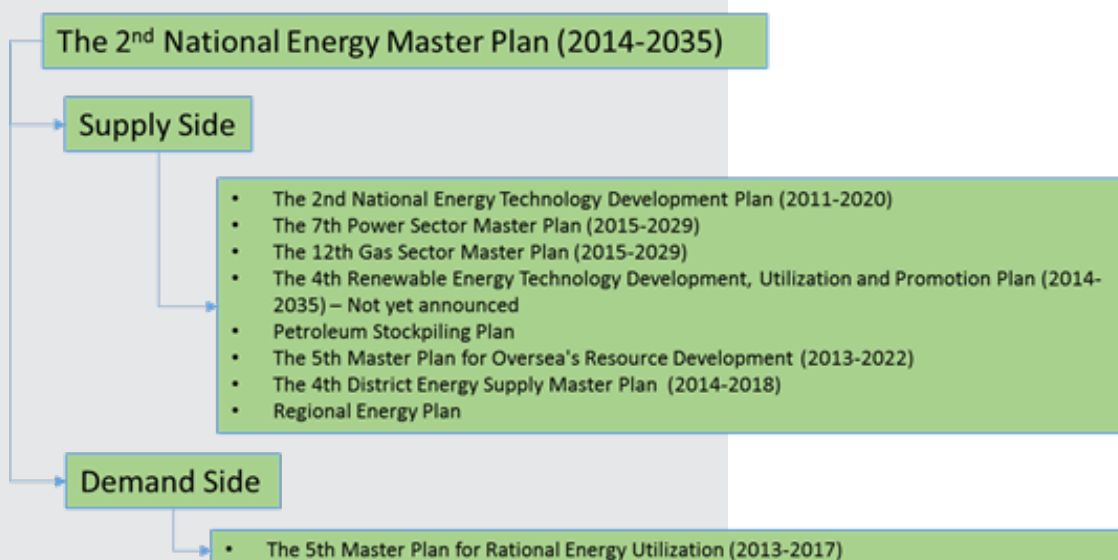 The 2nd National Energy Master Plan (2014-2035)
Supply Side
• The 2nd National Energy Technology Development Plan (2011-2020)
• The 7th Power Sector Master Plan (2015-2029)
• The 12th Gas Sector Master Plan (2015-2029)
• The 4th Renewable Energy Technology Development, Utilization and Promotion Plan (2014-
2035) – Not yet announced
• Petroleum Stockpiling Plan
• The 5th Master Plan for Oversea's Resource Development (2013-2022)
• The 4th District Energy Supply Master Plan (2014-2018)
• Regional Energy Plan
Demand Side
• The 5th Master Plan for Rational Energy Utilization (2013-2017)